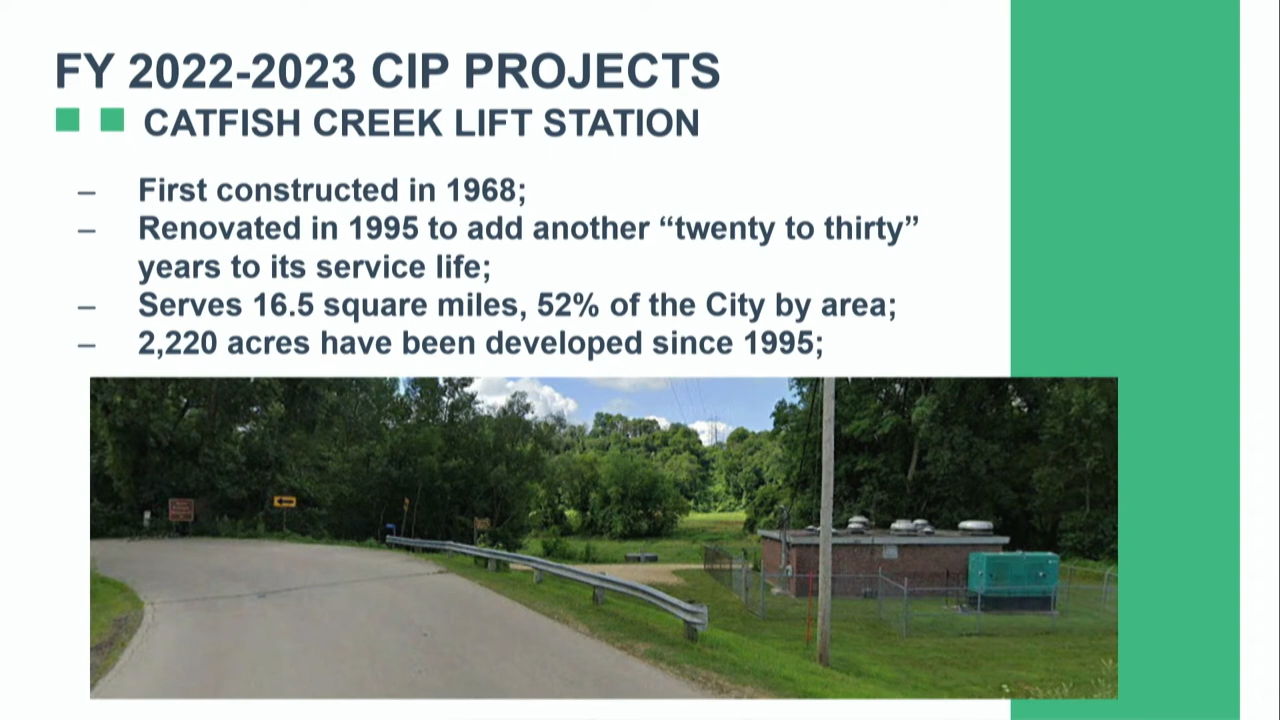 FY 2022-2023 CIP PROJECTS
CATFISH CREEK LIFT STATION
– First constructed in 1968;
– Renovated in 1995 to add another “twenty to thirty”
years to its service life;
– Serves 16.5 square miles, 52% of the City by area;
– 2,220 acres have been developed since 1995;